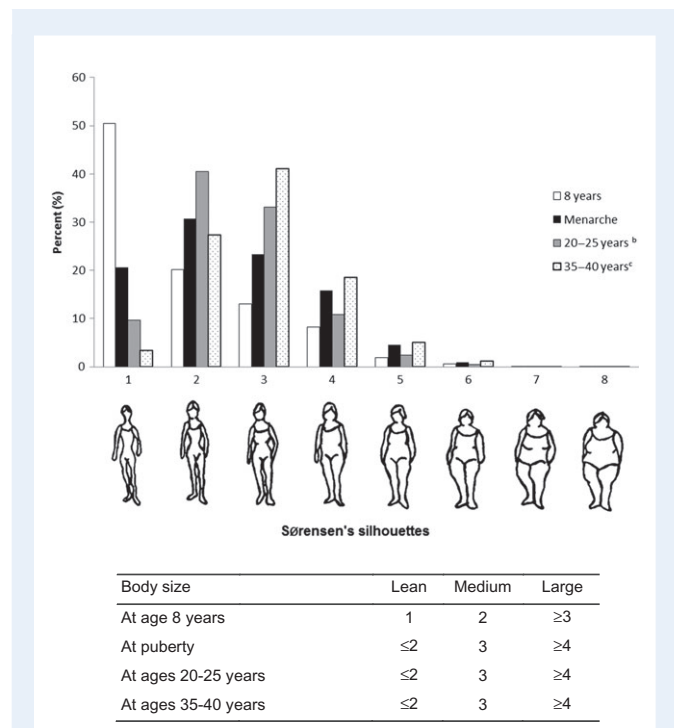 60
50
40
30
20
10
0
Percent (%)
8 years
Menarche
20–25 years b
35–40 years c
1 2 3 4 5 6 7 8
Sørensen's silhouettes
Body size Lean Medium Large
At age 8 years 1 2 ≥3
At puberty ≤2 3 ≥4
At ages 20-25 years ≤2 3 ≥4
At ages 35-40 years ≤2 3 ≥4